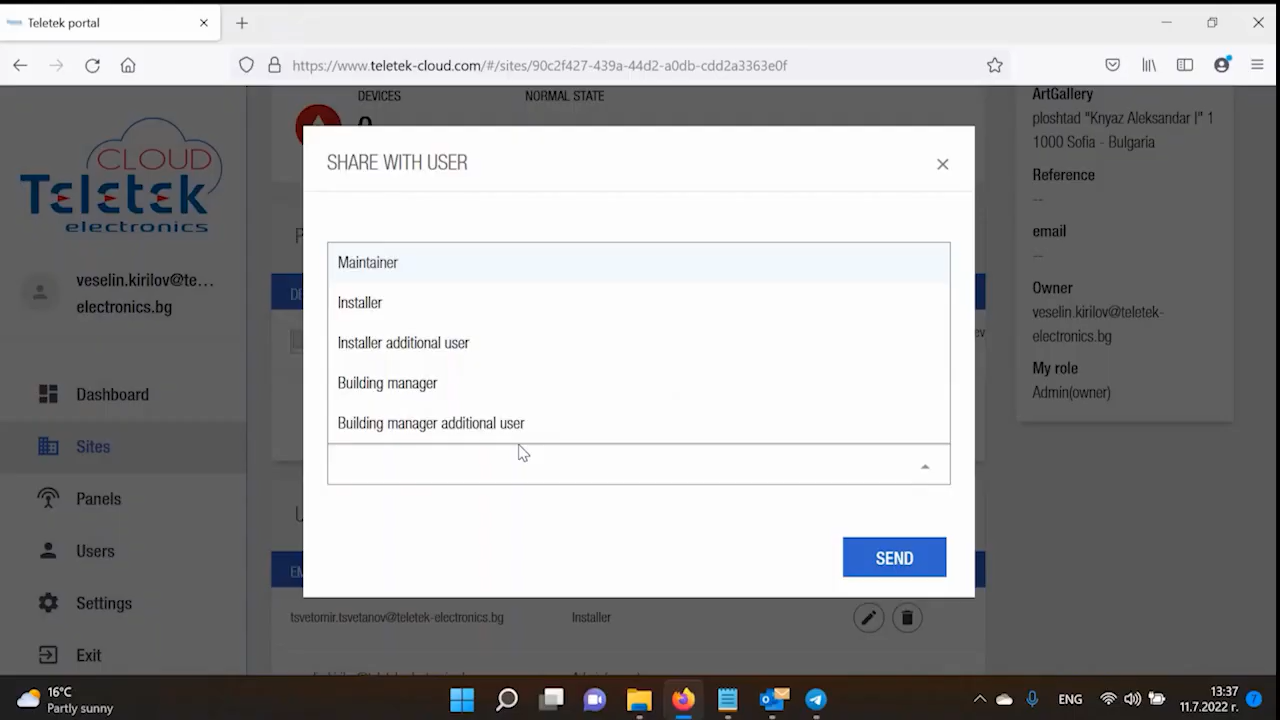 Teletek portal
https://www.teletek-cloud.com/#/sites/90c2f427-439a-44d2-a0db-cdd2a3363e0f
CLOUD
Teletek
electronics
veselin.kirilov@te...
electronics.bg
Dashboard
Sites
Panels
Users
Settings
Exit
DEVICES
NORMAL STATE
SHARE WITH USER
Maintainer
Installer
Installer additional user
Building manager
Building manager additional user
SEND
tsvetomir.tsvetanov@teletek-electronics.bg
Installer
ArtGallery
ploshtad "Knyaz Aleksandar I" 1
1000 Sofia - Bulgaria
Reference
--
email
--
Owner
veselin.kirilov@teletek-
electronics.bg
My role
Admin(owner)
16°C
Partly sunny
ENG
13:37
11.7.2022 г.
7